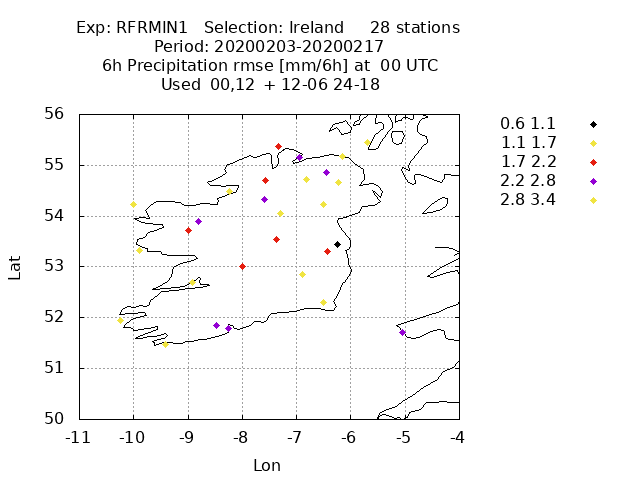 Exp: RFRMIN1 Selection: Ireland 28 stations
Period: 20200203-20200217
6h Precipitation rmse [mm/6h] at 00 UTC
Used 00,12 + 12-06 24-18
0.6 1.1
1.1 1.7
1.7 2.2
2.2 2.8
2.8 3.4
Lat
56
55
54
53
52
51
50
-11 -10 -9 -8 -7 -6 -5 -4
Lon